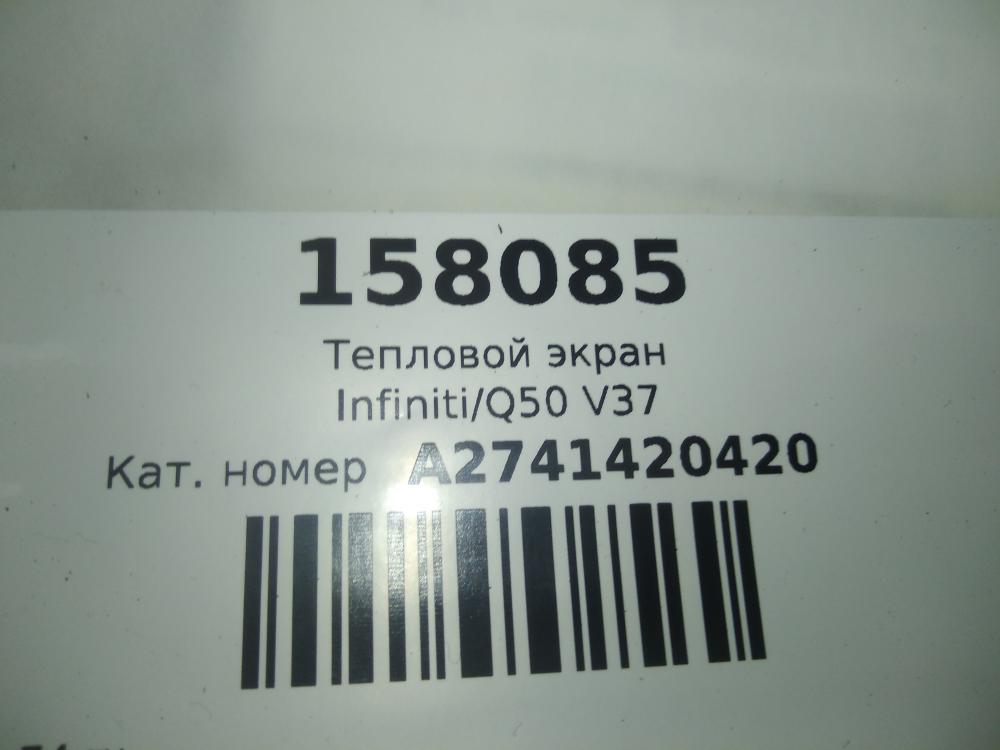 158085
Тепловой экран
Infiniti/Q50 V37
Кат. номер A2741420420